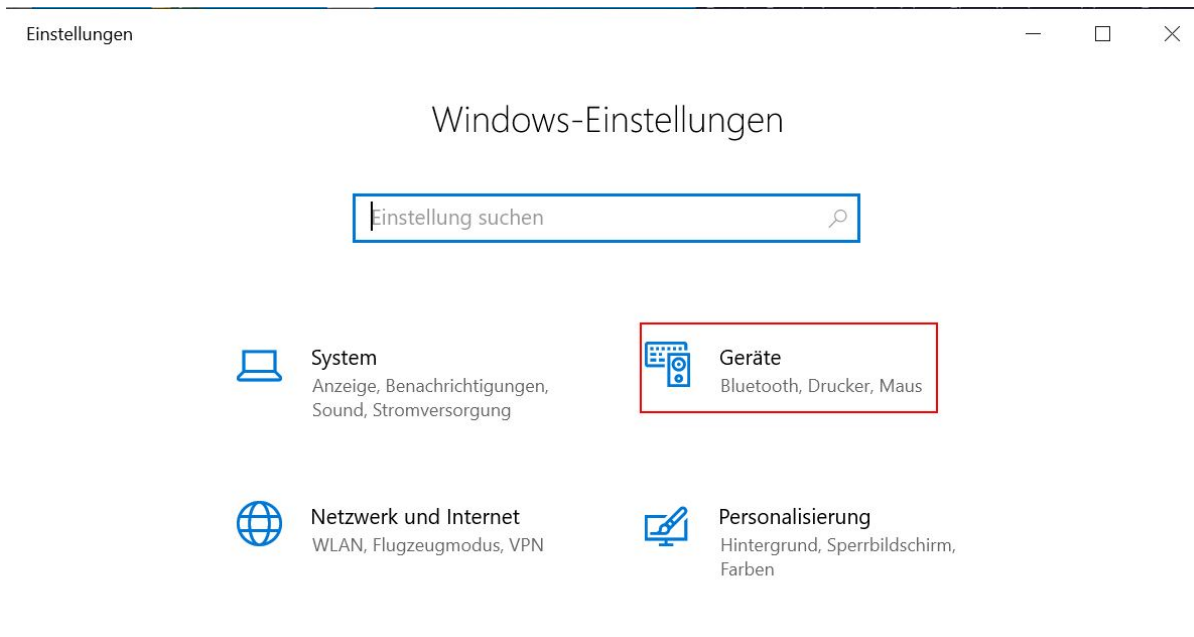 Einstellungen
Windows-Einstellungen
Einstellung suchen
System
Anzeige, Benachrichtigungen,
Sound, Stromversorgung
Geräte
Bluetooth, Drucker, Maus
Netzwerk und Internet
WLAN, Flugzeugmodus, VPN
Personalisierung
Hintergrund, Sperrbildschirm,
Farben